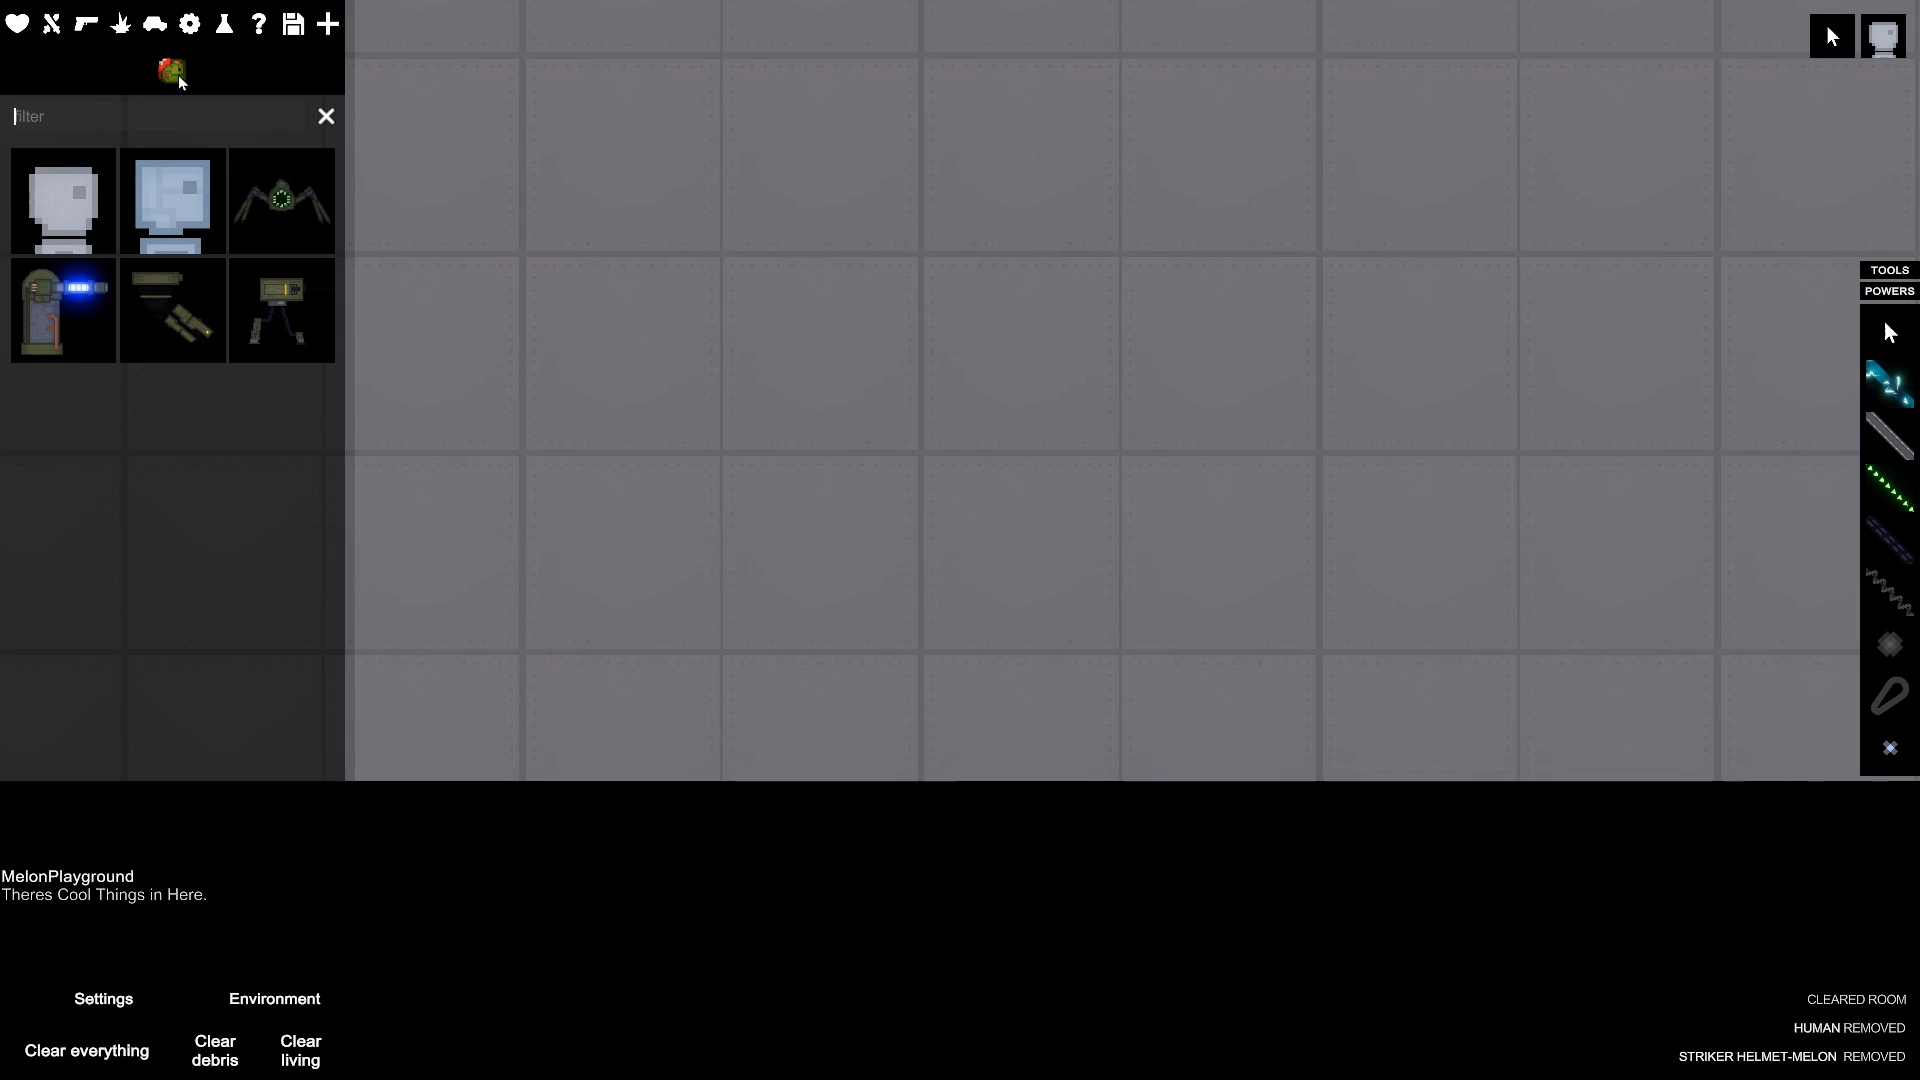 filter
TOOLS
POWERS
MelonPlayground
Theres Cool Things in Here.
Settings
Environment
Clear everything
Clear
debris
Clear
living
CLEARED ROOM
HUMAN REMOVED
STRIKER HELMET-MELON REMOVED